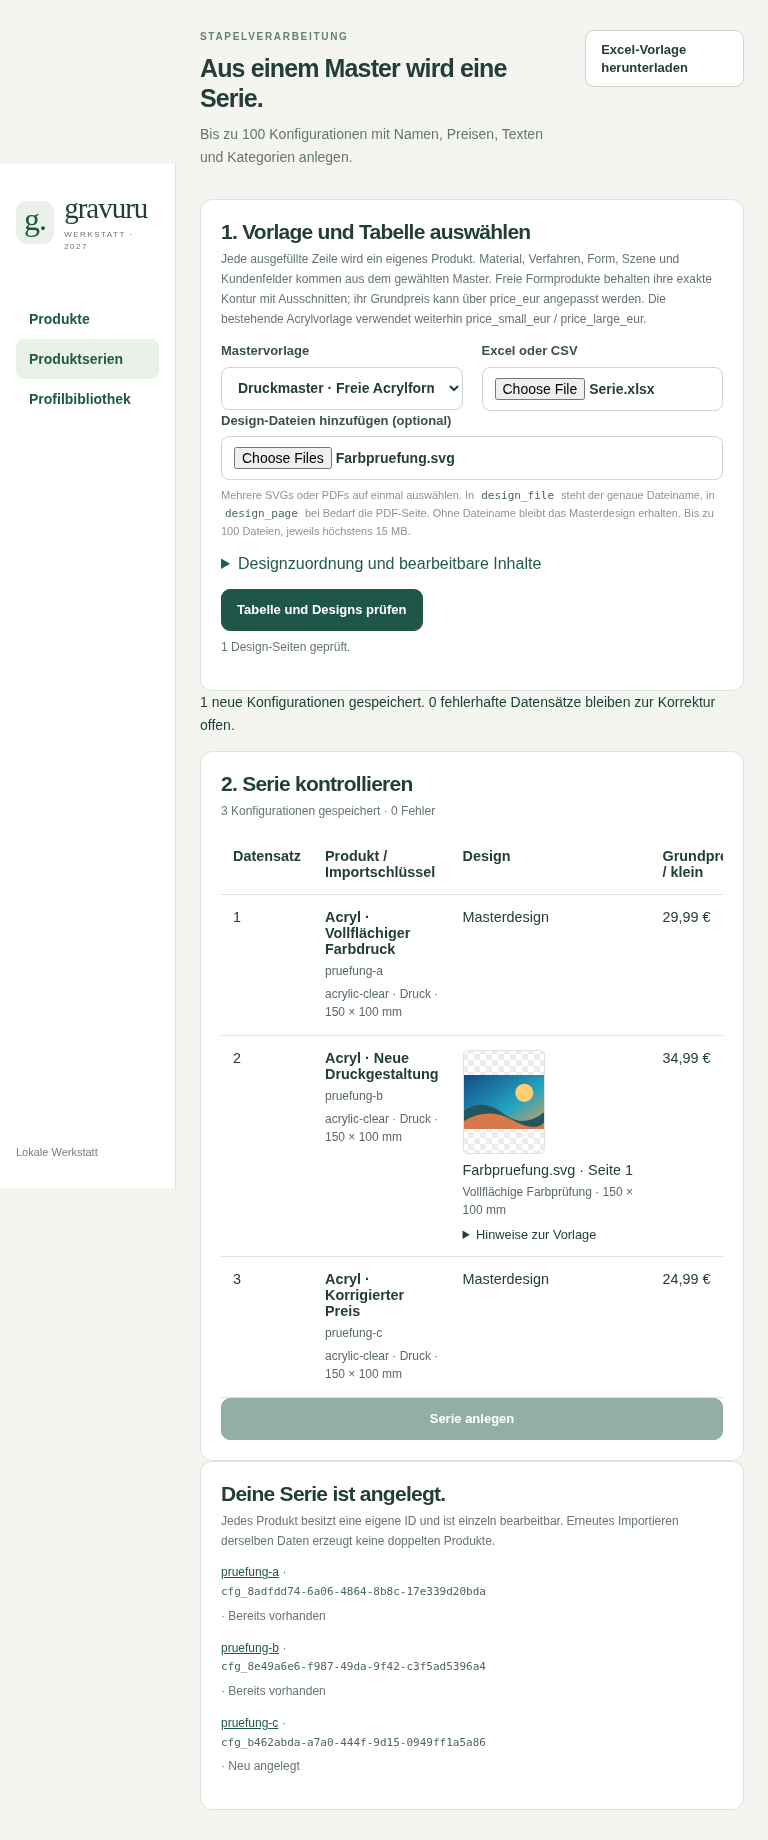 STAPELVERARBEITUNG
Aus einem Master wird eine
Serie.
Bis zu 100 Konfigurationen mit Namen, Preisen, Texten
und Kategorien anlegen.
Excel-Vorlage
herunterladen
g.
gravuru
WERKSTATT ·
2027
Produkte
Produktserien
Profilbibliothek
Lokale Werkstatt
1. Vorlage und Tabelle auswählen
Jede ausgefüllte Zeile wird ein eigenes Produkt. Material, Verfahren, Form, Szene und
Kundenfelder kommen aus dem gewählten Master. Freie Formprodukte behalten ihre exakte
Kontur mit Ausschnitten; ihr Grundpreis kann über price_eur angepasst werden. Die
bestehende Acrylvorlage verwendet weiterhin price_small_eur / price_large_eur.
Mastervorlage
Excel oder CSV
Druckmaster · Freie Acrylforn
Choose File Serie.xlsx
Design-Dateien hinzufügen (optional)
Choose Files Farbpruefung.svg
Mehrere SVGs oder PDFs auf einmal auswählen. In design_file steht der genaue Dateiname, in
design_page bei Bedarf die PDF-Seite. Ohne Dateiname bleibt das Masterdesign erhalten. Bis zu
100 Dateien, jeweils höchstens 15 MB.
Designzuordnung und bearbeitbare Inhalte
Tabelle und Designs prüfen
1 Design-Seiten geprüft.
1 neue Konfigurationen gespeichert. 0 fehlerhafte Datensätze bleiben zur Korrektur
offen.
2. Serie kontrollieren
3 Konfigurationen gespeichert · 0 Fehler
Datensatz
Produkt /
Importschlüssel
Design
Grundpre
/ klein
1
Acryl ·
Vollflächiger
Farbdruck
pruefung-a
acrylic-clear · Druck ·
150 × 100 mm
Masterdesign
29,99 €
2
Acryl · Neue
Druckgestaltung
pruefung-b
acrylic-clear · Druck ·
150 × 100 mm
Farbpruefung.svg · Seite 1
Vollflächige Farbprüfung · 150 ×
100 mm
Hinweise zur Vorlage
34,99 €
3
Acryl ·
Korrigierter
Preis
pruefung-c
acrylic-clear · Druck ·
150 × 100 mm
Masterdesign
24,99 €
Serie anlegen
Deine Serie ist angelegt.
Jedes Produkt besitzt eine eigene ID und ist einzeln bearbeitbar. Erneutes Importieren
derselben Daten erzeugt keine doppelten Produkte.
pruefung-a ·
cfg_8adfdd74-6a06-4864-8b8c-17e339d20bda
· Bereits vorhanden
pruefung-b ·
cfg_8e49a6e6-f987-49da-9f42-c3f5ad5396a4
· Bereits vorhanden
pruefung-c ·
cfg_b462abda-a7a0-444f-9d15-0949ff1a5a86
· Neu angelegt